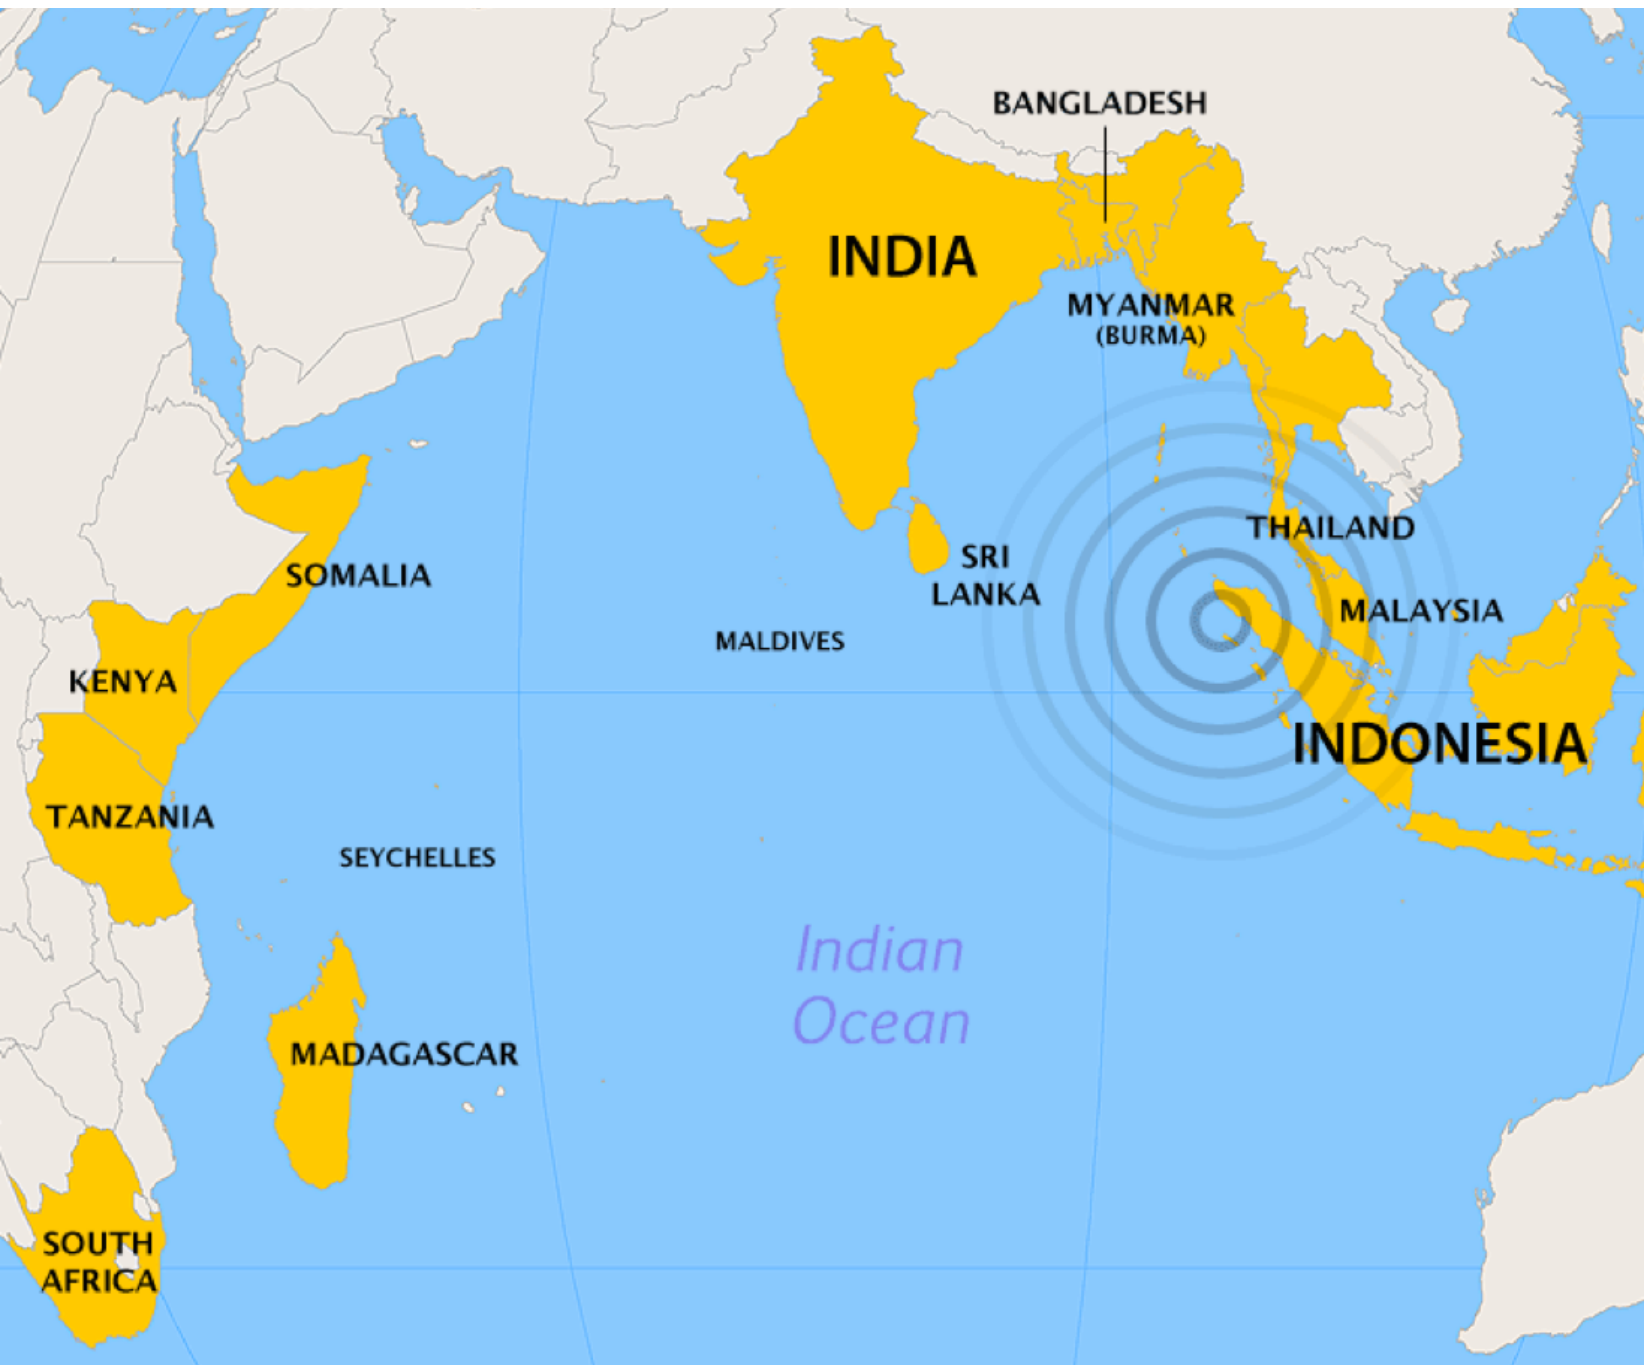 BANGLADESH
INDIA
MYANMAR
(BURMA)
THAILAND
SRI
LANKA
SOMALIA
MALAYSIA
MALDIVES
KENYA
INDONESIA
TANZANIA
SEYCHELLES
Indian
Ocean
MADAGASCAR
SOUTH
AFRICA